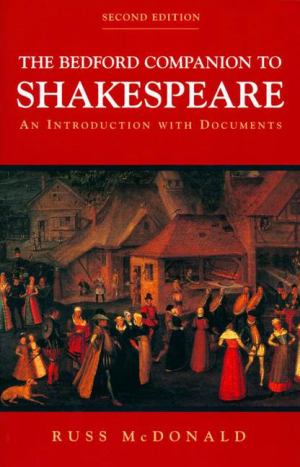 SECOND EDITION
THE BEDFORD COMPANION TO
SHAKESPEARE
AN INTRODUCTION WITH DOCUMENTS
RUSS McDONALD